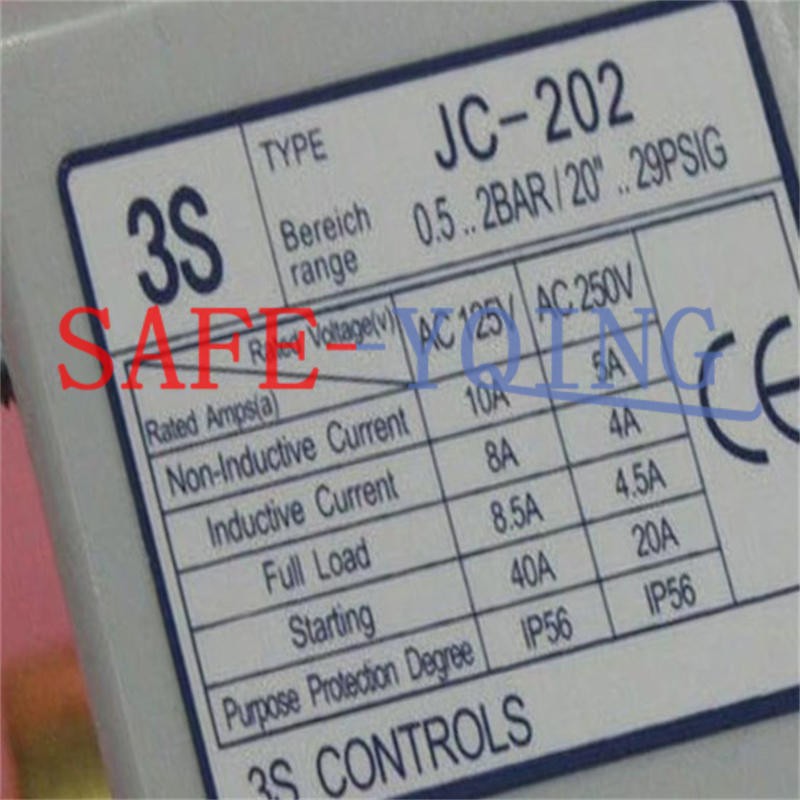 3S
TYPE JC-202
Bereich range 0.5 .. 2BAR / 20" .. 29PSIG
Rated Voltage(v) AC 125V AC 250V
Rated Amps(a)
Non-Inductive Current 10A 5A
Inductive Current 8A 4A
Full Load 8.5A 4.5A
Starting 40A 20A
Purpose Protection Degree IP56 IP56
CE
3S CONTROLS
SAFE-YQING